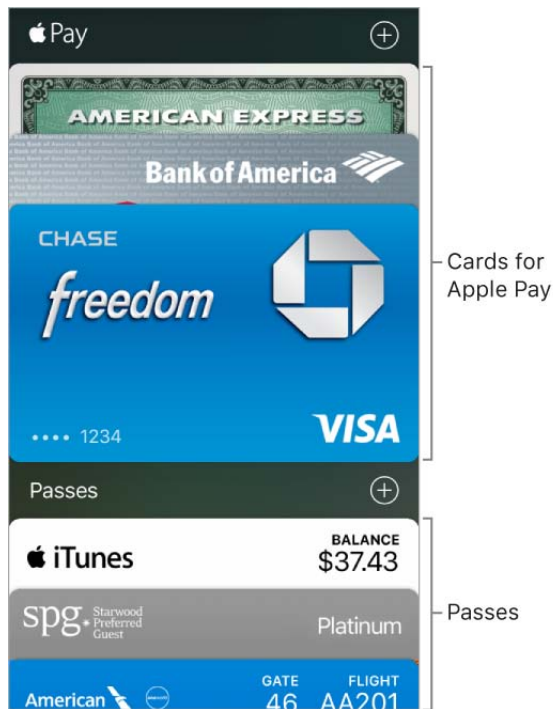 Pay
AMERICAN EXPRESS
Bank of America
CHASE
freedom
•••• 1234
VISA
Cards for
Apple Pay
Passes
iTunes
BALANCE
$37.43
spg
Starwood
Preferred
Guest
Platinum
Passes
American
GATE
46
FLIGHT
AA201